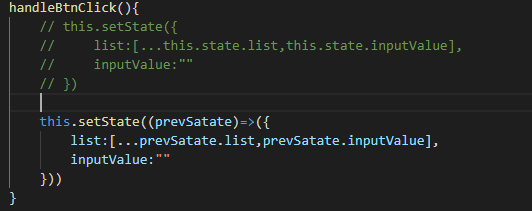 handleBtnClick(){
// this.setState({
//     list:[...this.state.list,this.state.inputValue],
//     inputValue:""
// })
this.setState((prevSatate)=>({
list:[...prevSatate.list,prevSatate.inputValue],
inputValue:""
}))
}